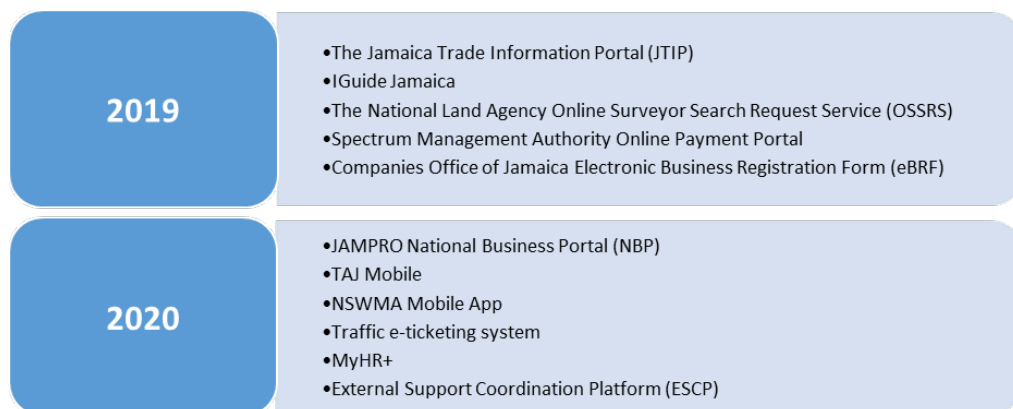 2019
•The Jamaica Trade Information Portal (JTIP)
•IGuide Jamaica
•The National Land Agency Online Surveyor Search Request Service (OSSRS)
•Spectrum Management Authority Online Payment Portal
•Companies Office of Jamaica Electronic Business Registration Form (eBRF)
2020
•JAMPRO National Business Portal (NBP)
•TAJ Mobile
•NSWMA Mobile App
•Traffic e-ticketing system
•MyHR+
•External Support Coordination Platform (ESCP)